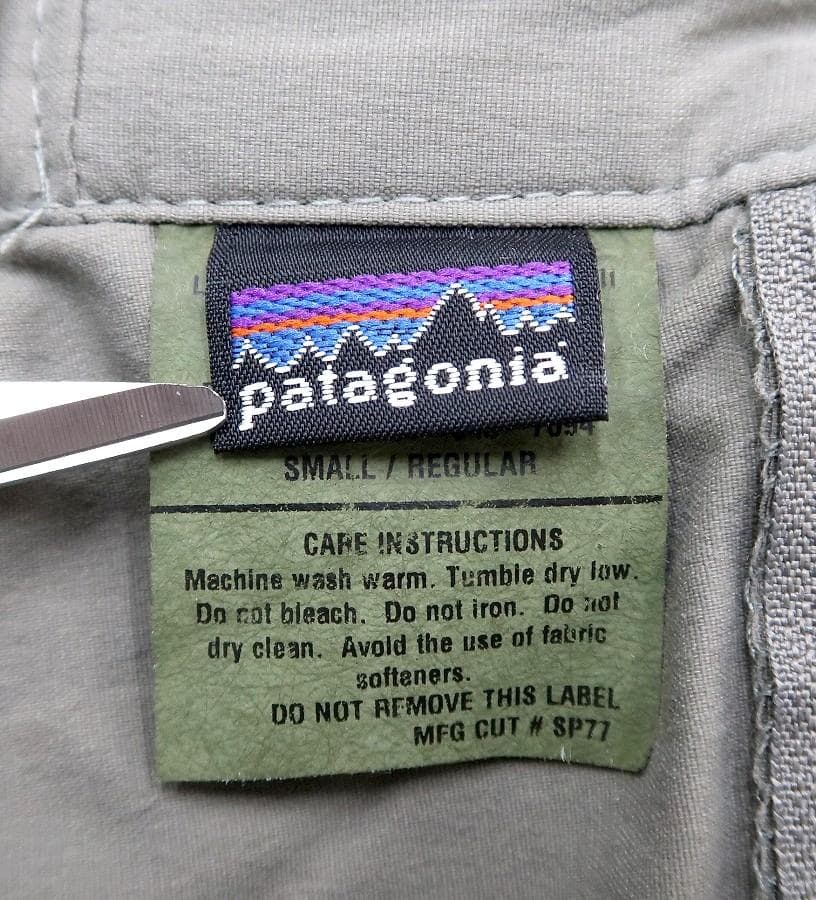 patagonia
SMALL / REGULAR
CARE INSTRUCTIONS
Machine wash warm. Tumble dry low.
Do not bleach. Do not iron. Do not
dry clean. Avoid the use of fabric
softeners.
DO NOT REMOVE THIS LABEL
MFG CUT # SP77